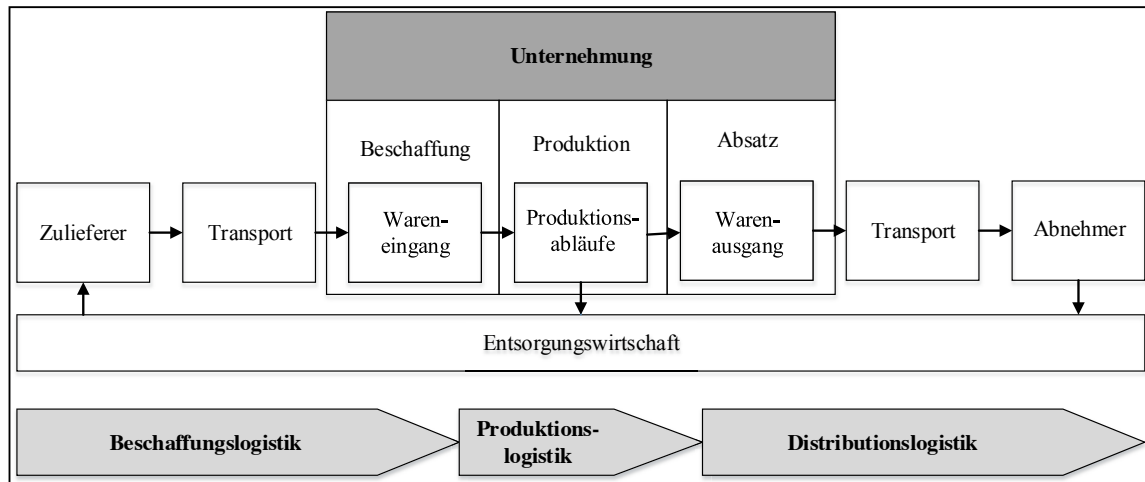 Unternehmung
Beschaffung
Produktion
Absatz
Zulieferer
Transport
Waren-
eingang
Produktions-
abläufe
Waren-
ausgang
Transport
Abnehmer
Entsorgungswirtschaft
Beschaffungslogistik
Produktions-
logistik
Distributionslogistik